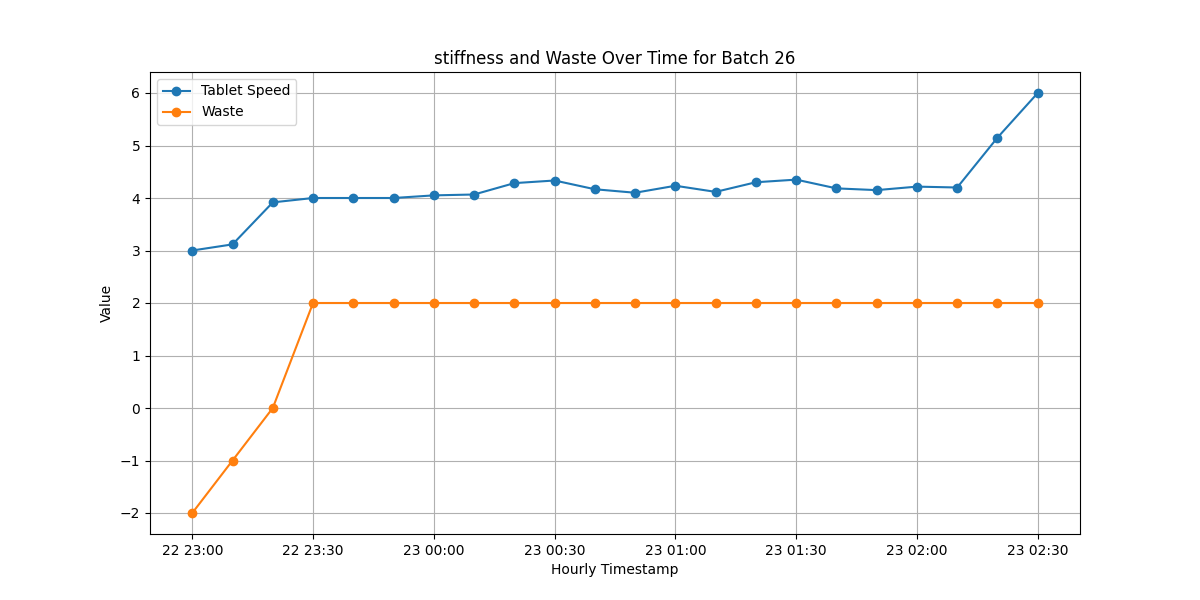 stiffness and Waste Over Time for Batch 26
Tablet Speed
Waste
6
5
4
3
2
1
0
−1
−2
Value
22 23:00 22 23:30 23 00:00 23 00:30 23 01:00 23 01:30 23 02:00 23 02:30
Hourly Timestamp